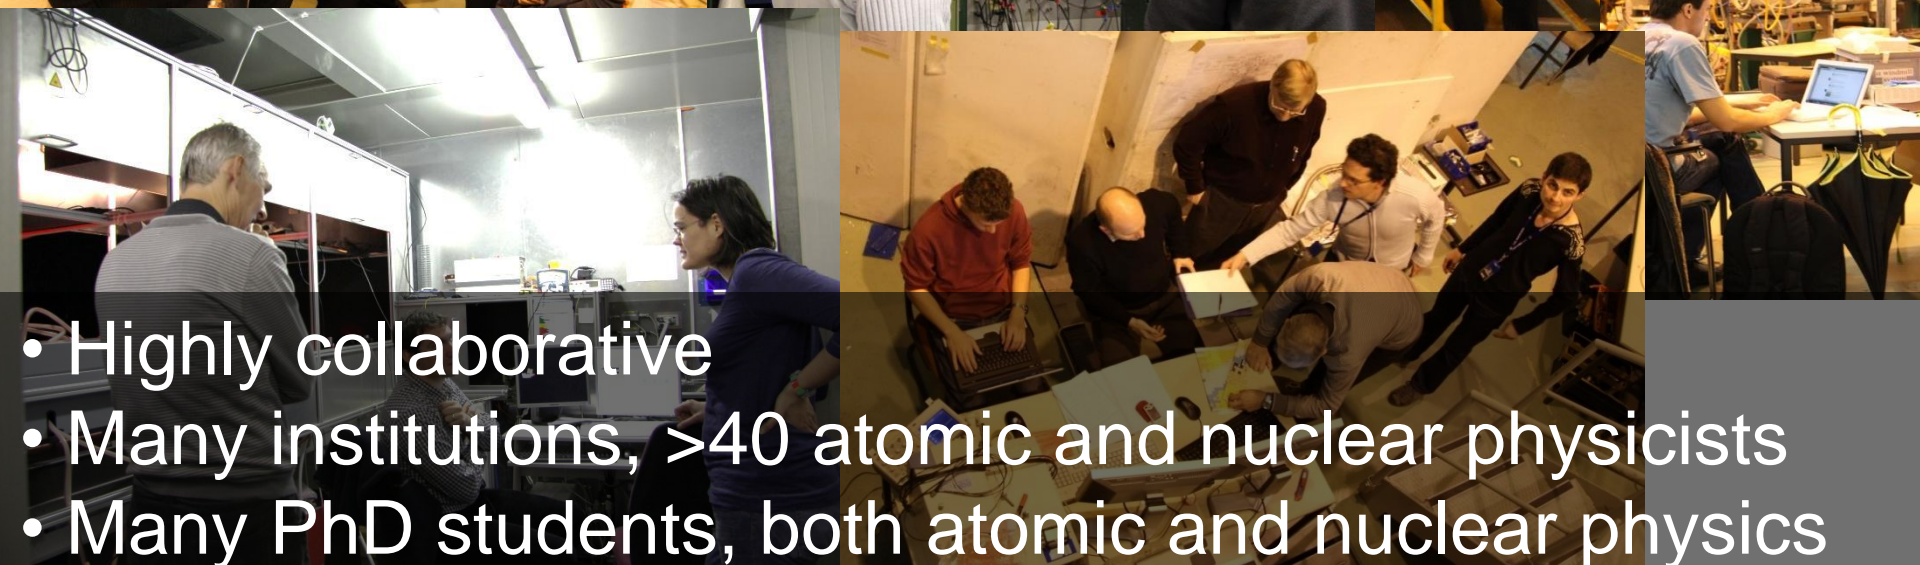 • Highly collaborative
• Many institutions, >40 atomic and nuclear physicists
• Many PhD students, both atomic and nuclear physics